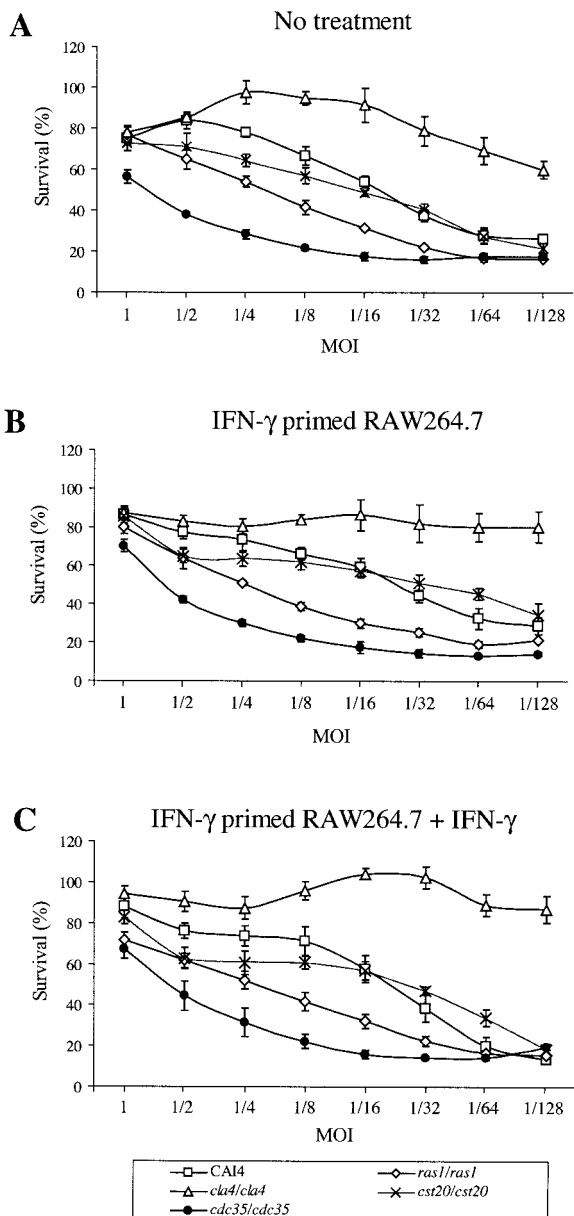 A
No treatment
120
100
80
60
40
20
0
Survival (%)
1 1/2 1/4 1/8 1/16 1/32 1/64 1/128
MOI
B
IFN-γ primed RAW264.7
120
100
80
60
40
20
0
Survival (%)
1 1/2 1/4 1/8 1/16 1/32 1/64 1/128
MOI
C
IFN-γ primed RAW264.7 + IFN-γ
120
100
80
60
40
20
0
Survival (%)
1 1/2 1/4 1/8 1/16 1/32 1/64 1/128
MOI
CAI4 ras1/ras1
cla4/cla4 cst20/cst20
cdc35/cdc35